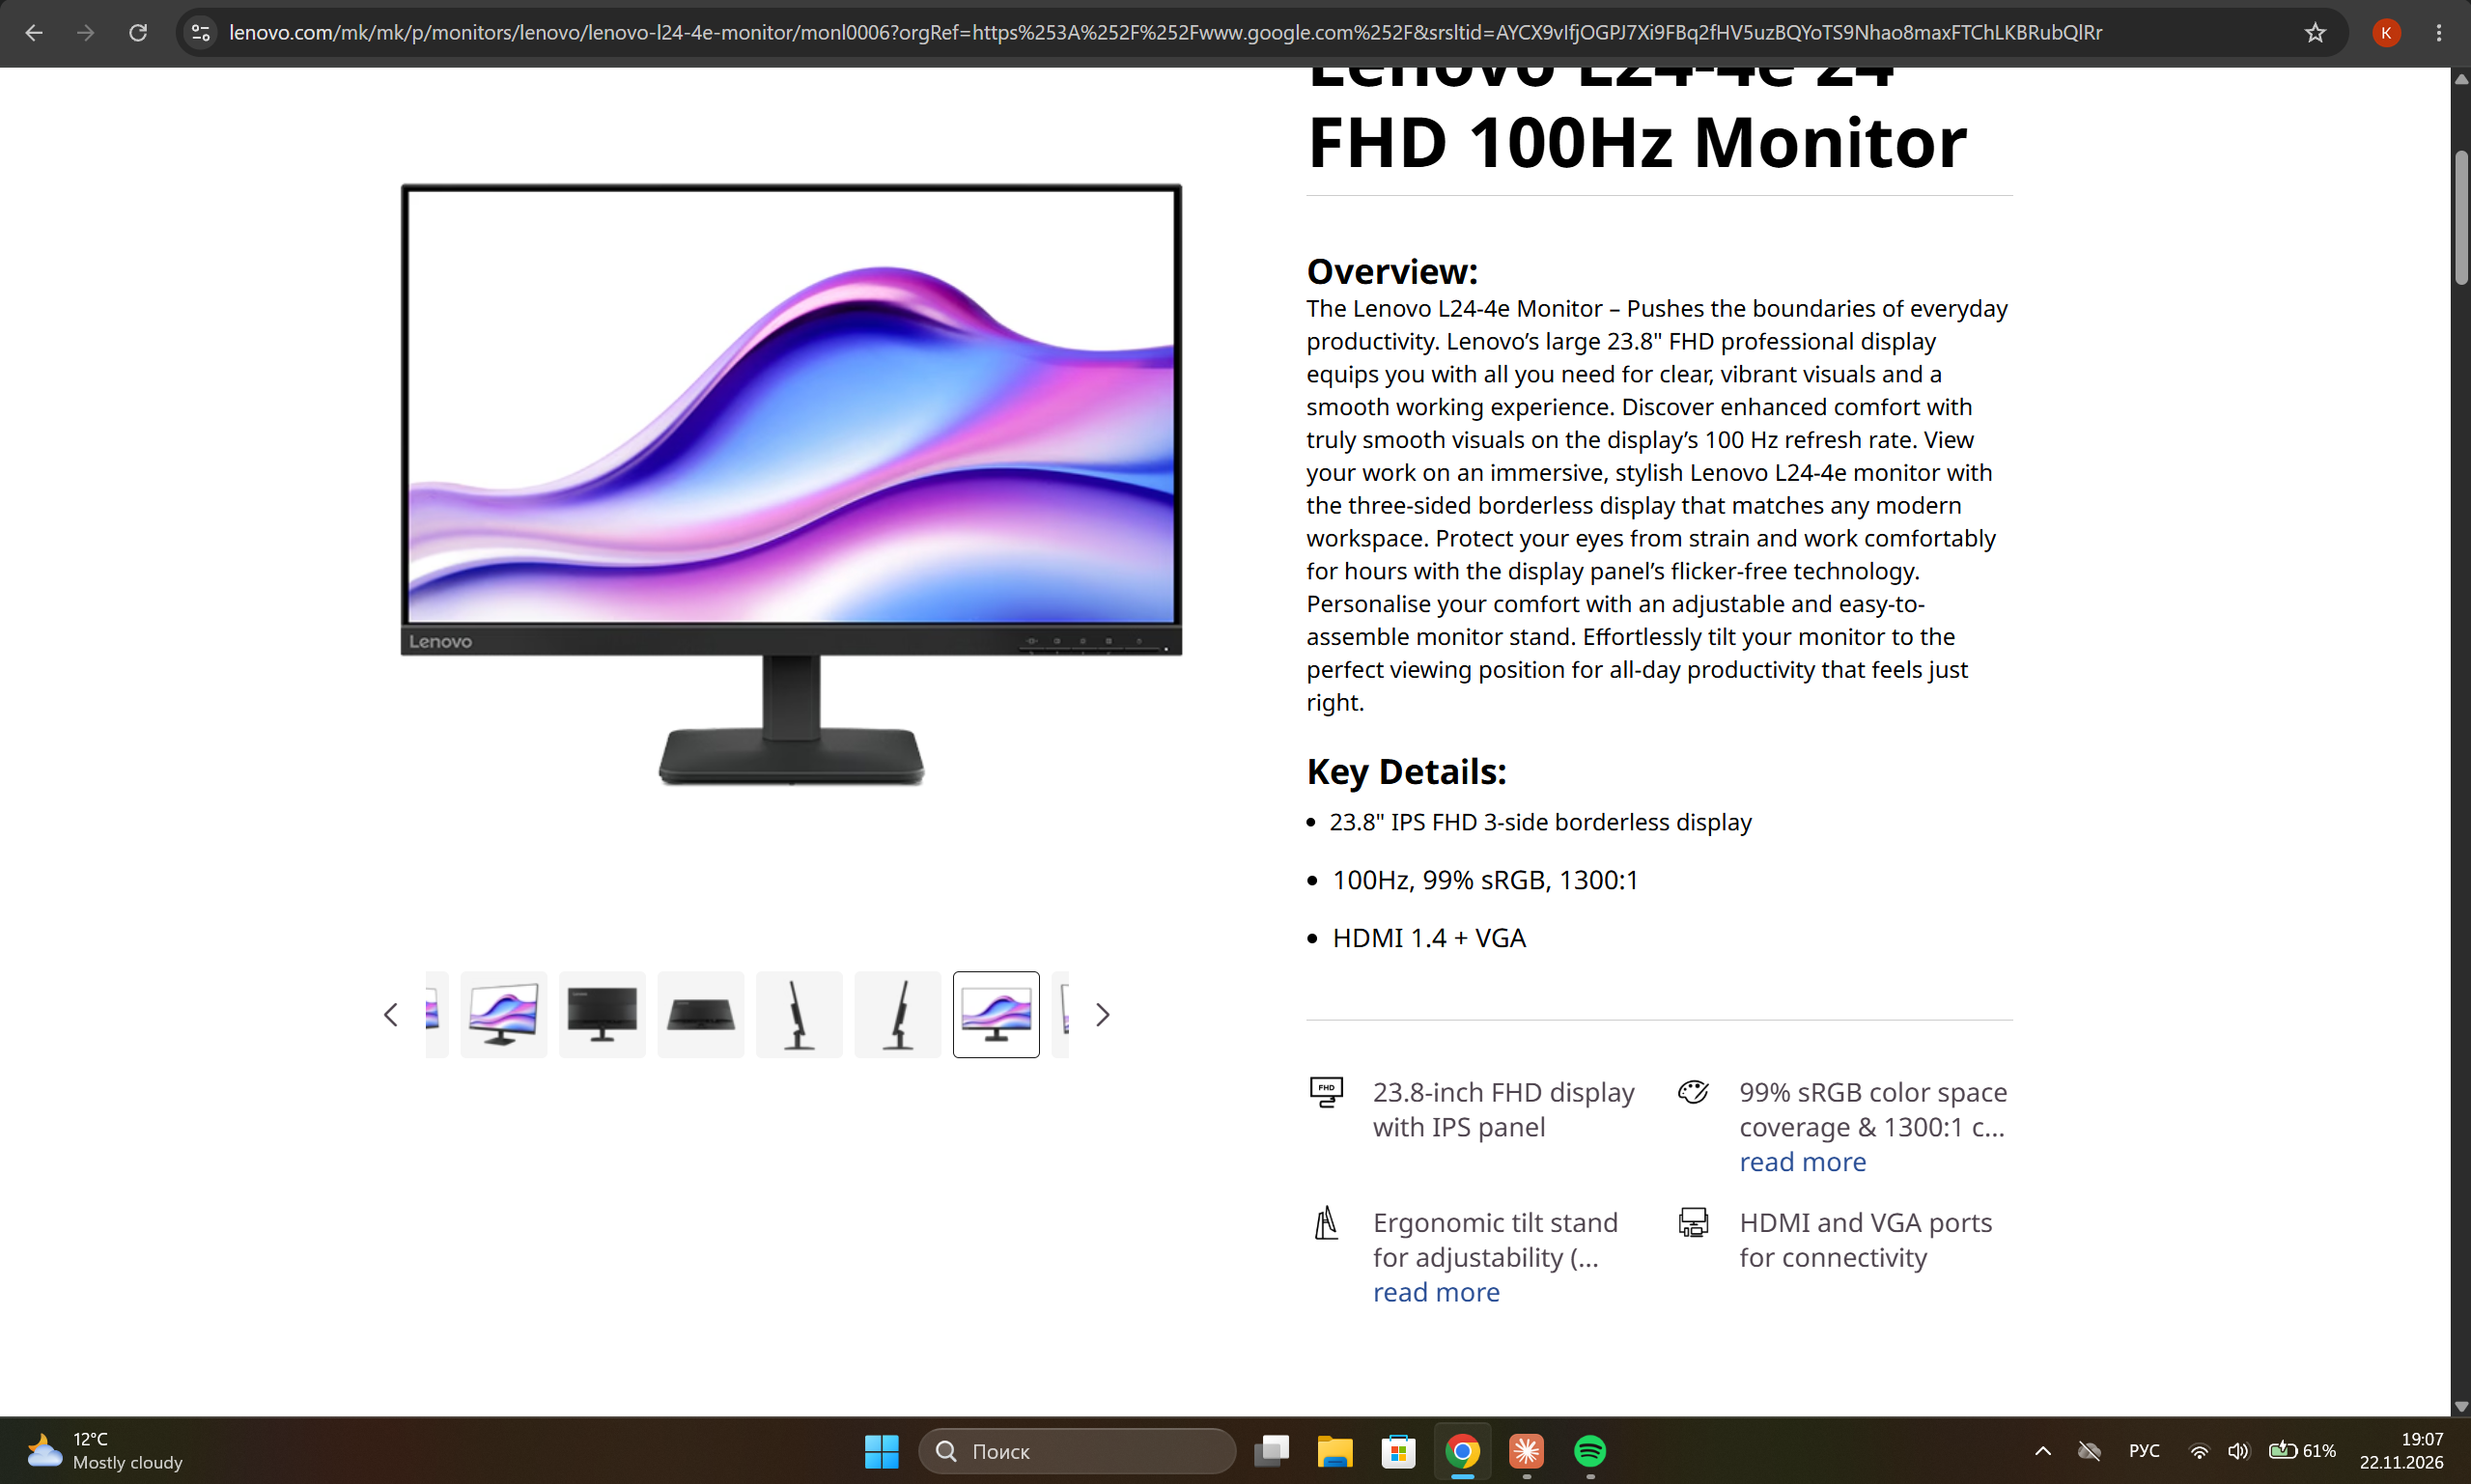 lenovo.com/mk/mk/p/monitors/lenovo/lenovo-l24-4e-monitor/monl0006?orgRef=https%253A%252F%252Fwww.google.com%252F&srsltid=AYCX9vIfjOGPJ7Xi9FBq2fHV5uzBQYoTS9Nhao8maxFTChLKBRubQlRr
K
Lenovo L24-4e 24
FHD 100Hz Monitor
Overview:
The Lenovo L24-4e Monitor – Pushes the boundaries of everyday
productivity. Lenovo’s large 23.8" FHD professional display
equips you with all you need for clear, vibrant visuals and a
smooth working experience. Discover enhanced comfort with
truly smooth visuals on the display’s 100 Hz refresh rate. View
your work on an immersive, stylish Lenovo L24-4e monitor with
the three-sided borderless display that matches any modern
workspace. Protect your eyes from strain and work comfortably
for hours with the display panel’s flicker-free technology.
Personalise your comfort with an adjustable and easy-to-
assemble monitor stand. Effortlessly tilt your monitor to the
perfect viewing position for all-day productivity that feels just
right.
Lenovo
Key Details:
• 23.8" IPS FHD 3-side borderless display
• 100Hz, 99% sRGB, 1300:1
• HDMI 1.4 + VGA
FHD
23.8-inch FHD display
with IPS panel
99% sRGB color space
coverage & 1300:1 c...
read more
Ergonomic tilt stand
for adjustability (...
read more
HDMI and VGA ports
for connectivity
12°C
Mostly cloudy
Поиск
РУС
61%
19:07
22.11.2026